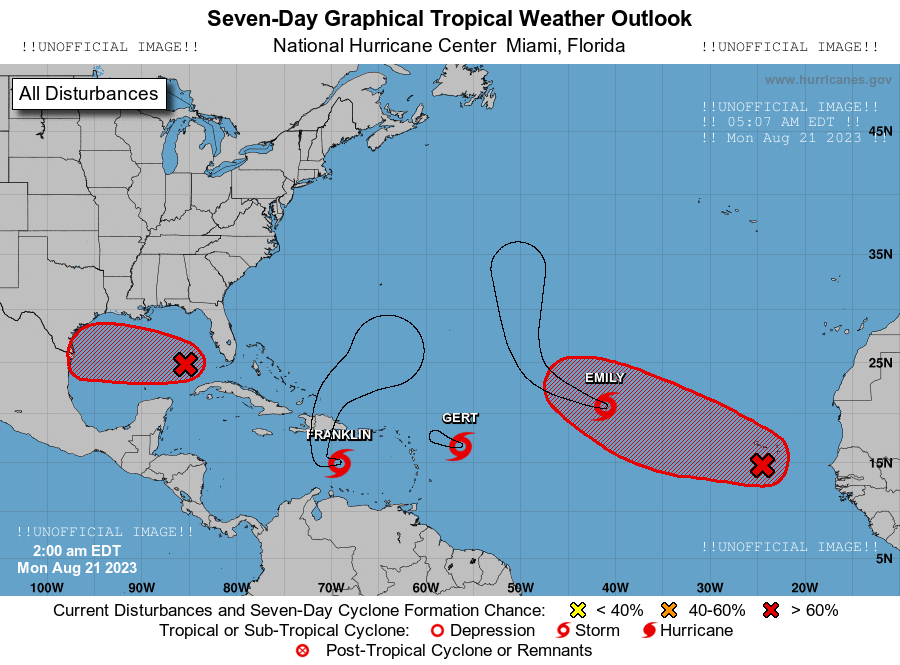 Seven-Day Graphical Tropical Weather Outlook
!!UNOFFICIAL IMAGE!! National Hurricane Center Miami, Florida !!UNOFFICIAL IMAGE!!
www.hurricanes.gov
All Disturbances
!!UNOFFICIAL IMAGE!!
!! 05:07 AM EDT !!
!! Mon Aug 21 2023 !!
45N
35N
25N
EMILY
GERT
FRANKLIN
15N
!!UNOFFICIAL IMAGE!!
!!UNOFFICIAL IMAGE!!
2:00 am EDT
5N
Mon Aug 21 2023
100W 90W 80W 70W 60W 50W 40W 30W 20W
Current Disturbances and Seven-Day Cyclone Formation Chance: < 40% 40-60% > 60%
Tropical or Sub-Tropical Cyclone: Depression Storm Hurricane
Post-Tropical Cyclone or Remnants